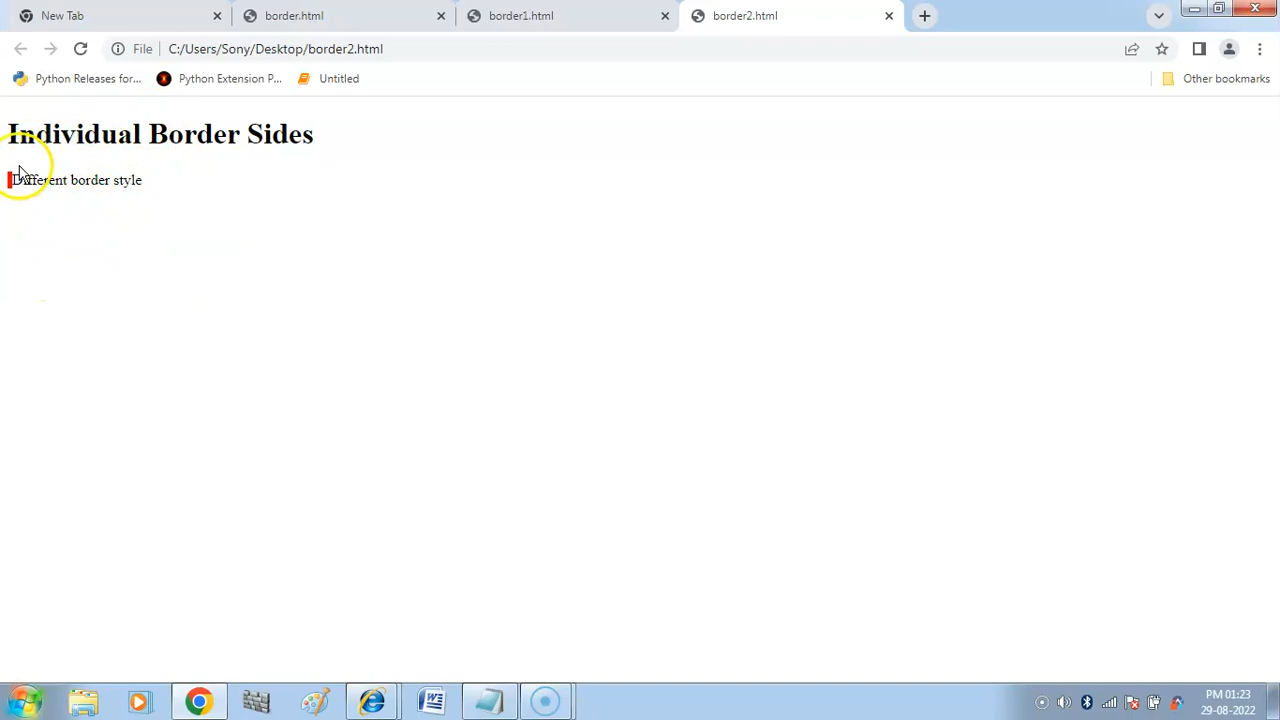 New Tab
border.html
border1.html
border2.html
File
C:/Users/Sony/Desktop/border2.html
Python Releases for...
Python Extension P...
Untitled
Other bookmarks
Individual Border Sides
Different border style
PM 01:23
29-08-2022